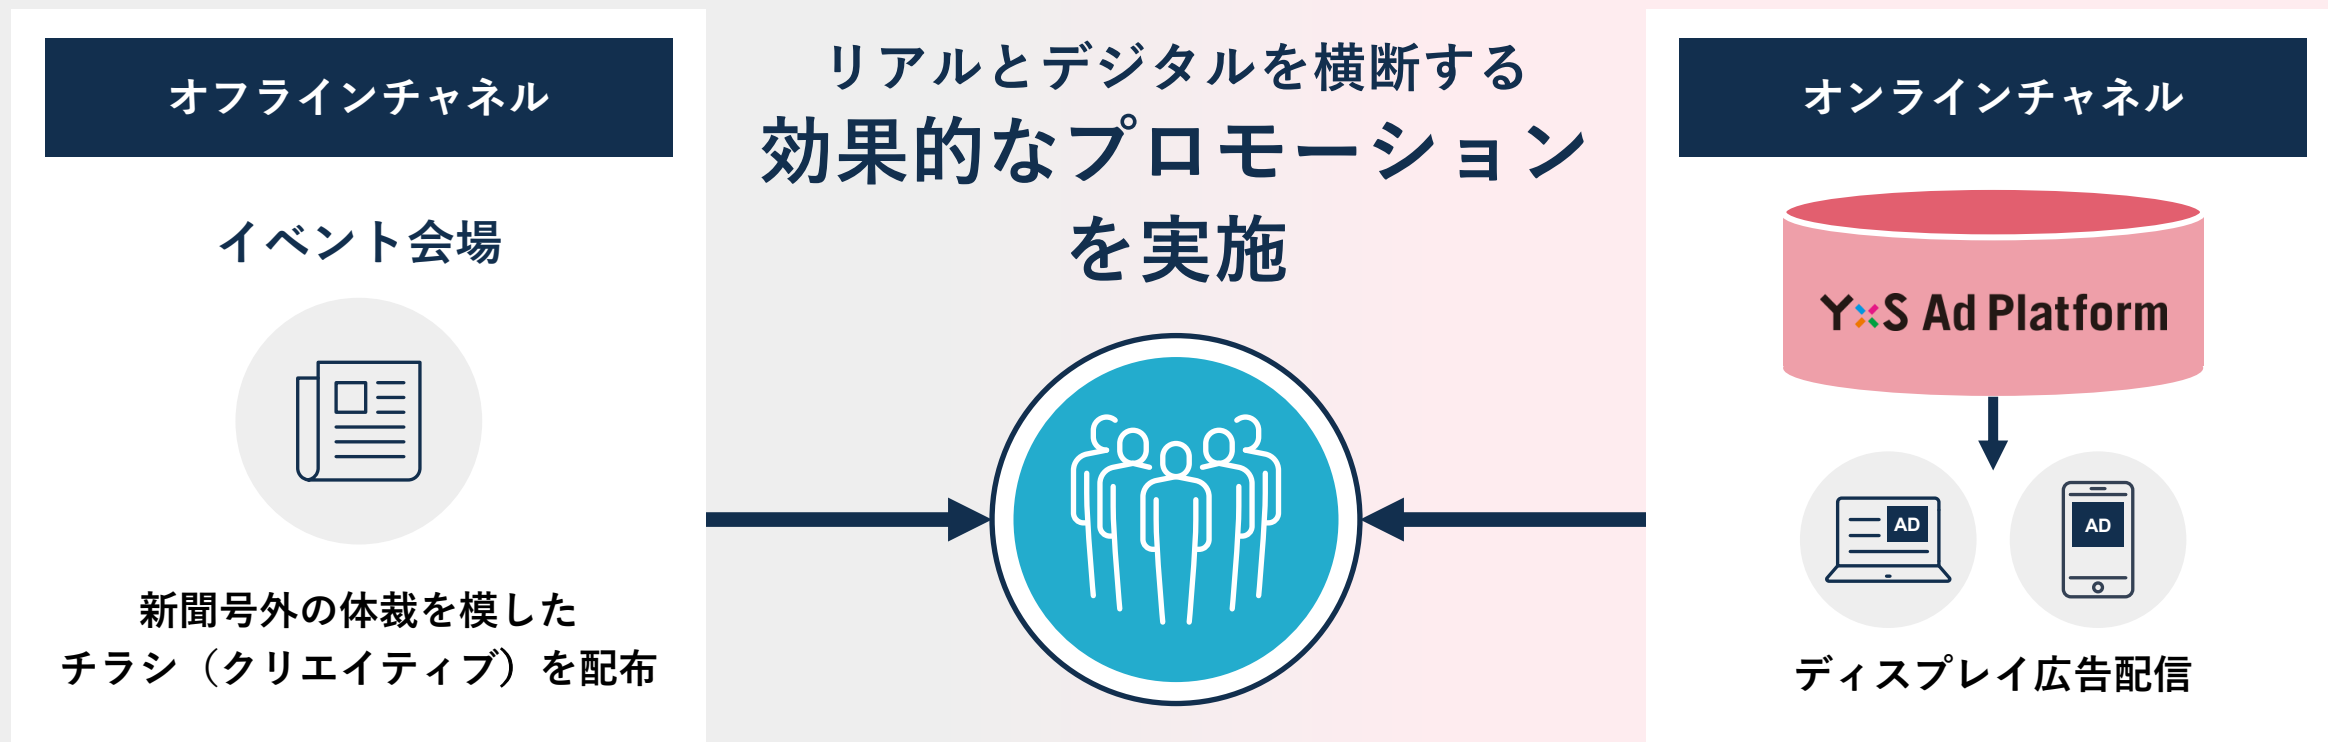 オフラインチャネル
イベント会場
新聞号外の体裁を模した
チラシ（クリエイティブ）を配布
リアルとデジタルを横断する
効果的なプロモーション
を実施
オンラインチャネル
Y×S Ad Platform
AD
AD
ディスプレイ広告配信